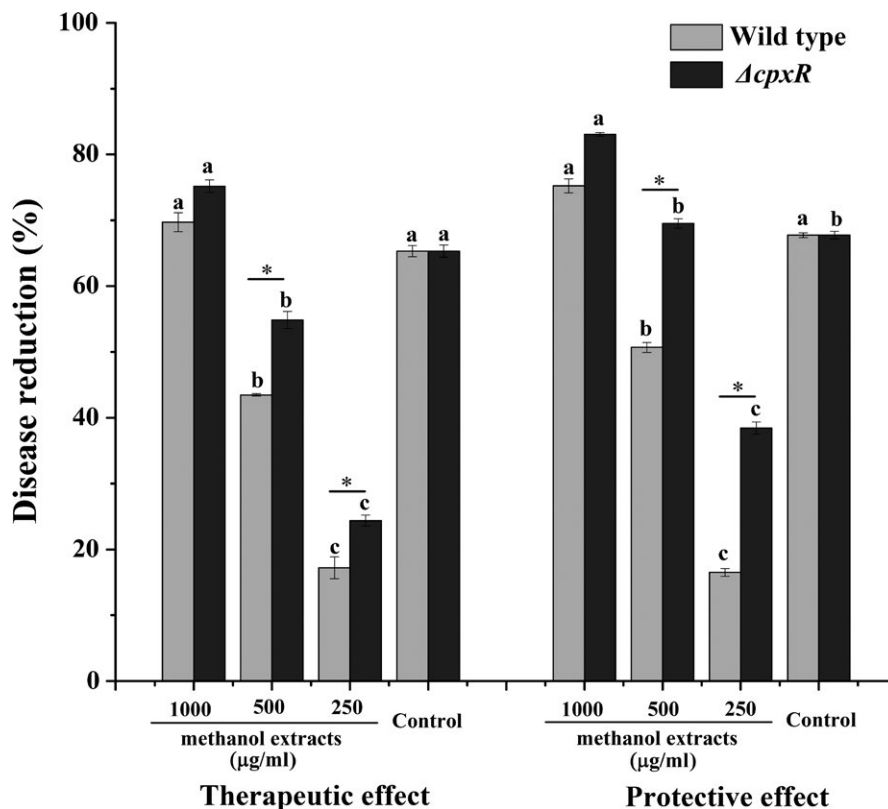 Disease reduction (%)
100
80
60
40
20
0
Wild type
ΔcpxR
a
a
*
b
b
*
c
c
a
a
a
a
*
b
b
*
c
c
a
b
1000 500 250 Control
methanol extracts
(μg/ml)
Therapeutic effect
1000 500 250 Control
methanol extracts
(μg/ml)
Protective effect